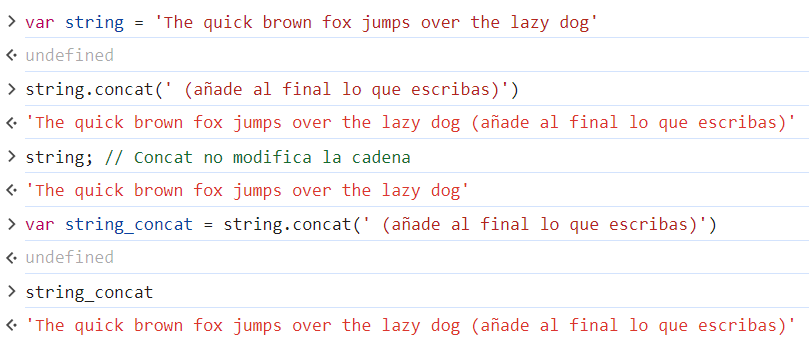 > var string = 'The quick brown fox jumps over the lazy dog'
<· undefined
> string.concat(' (añade al final lo que escribas)')
<· 'The quick brown fox jumps over the lazy dog (añade al final lo que escribas)'
> string; // Concat no modifica la cadena
<· 'The quick brown fox jumps over the lazy dog'
> var string_concat = string.concat(' (añade al final lo que escribas)')
<· undefined
> string_concat
<· 'The quick brown fox jumps over the lazy dog (añade al final lo que escribas)'